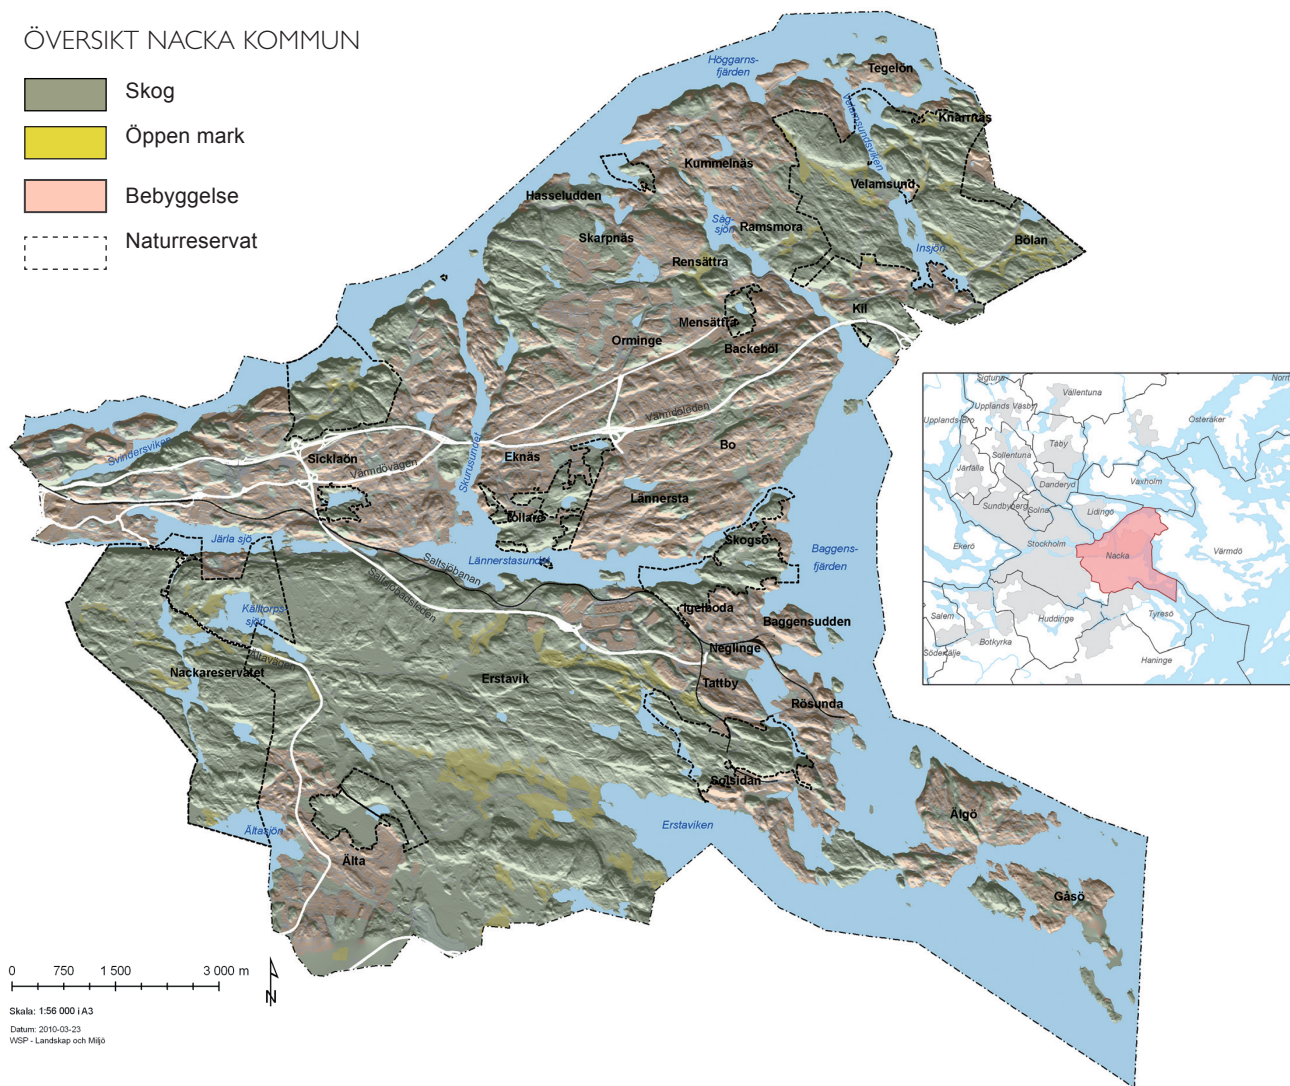 ÖVERSIKT NACKA KOMMUN
Skog
Öppen mark
Bebyggelse
Naturreservat
Höggarns-
fjärden
Tegelön
Velamsundsviken
Knarrnäs
Kummelnäs
Velamsund
Hasseludden
Såg-
sjön
Ramsmora
Skarpnäs
Insjön
Bölan
Rensättra
Kil
Mensättra
Orminge
Backeböl
Värmdöleden
Svindersviken
Sicklaön
Värmdövägen
Skurusundet
Eknäs
Bo
Lännersta
Tollare
Järla sjö
Saltsjöbanan
Saltsjöbadsleden
Lännerstasundet
Skogsö
Baggens-
fjärden
Källtorps-
sjön
Igelboda
Baggensudden
Neglinge
Ältavägen
Nackareservatet
Erstavik
Tattby
Rösunda
Solsidan
Ältasjön
Erstaviken
Älgö
Älta
Gåsö
Sigtuna
Vallentuna
Norrt
Upplands Väsby
Upplands-Bro
Österåker
Täby
Sollentuna
Järfälla
Danderyd
Vaxholm
Sundbyberg
Solna
Lidingö
Ekerö
Stockholm
Nacka
Värmdö
Tyresö
Salem
Huddinge
Botkyrka
Södertälje
Haninge
0 750 1 500 3 000 m
N
Skala: 1:56 000 i A3
Datum: 2010-03-23
WSP - Landskap och Miljö